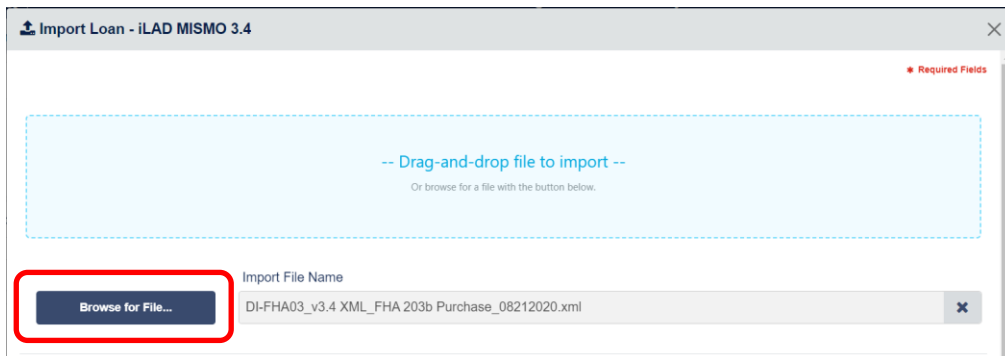 Import Loan - iLAD MISMO 3.4
* Required Fields
-- Drag-and-drop file to import --
Or browse for a file with the button below.
Import File Name
Browse for File...
DI-FHA03_v3.4 XML_FHA 203b Purchase_08212020.xml